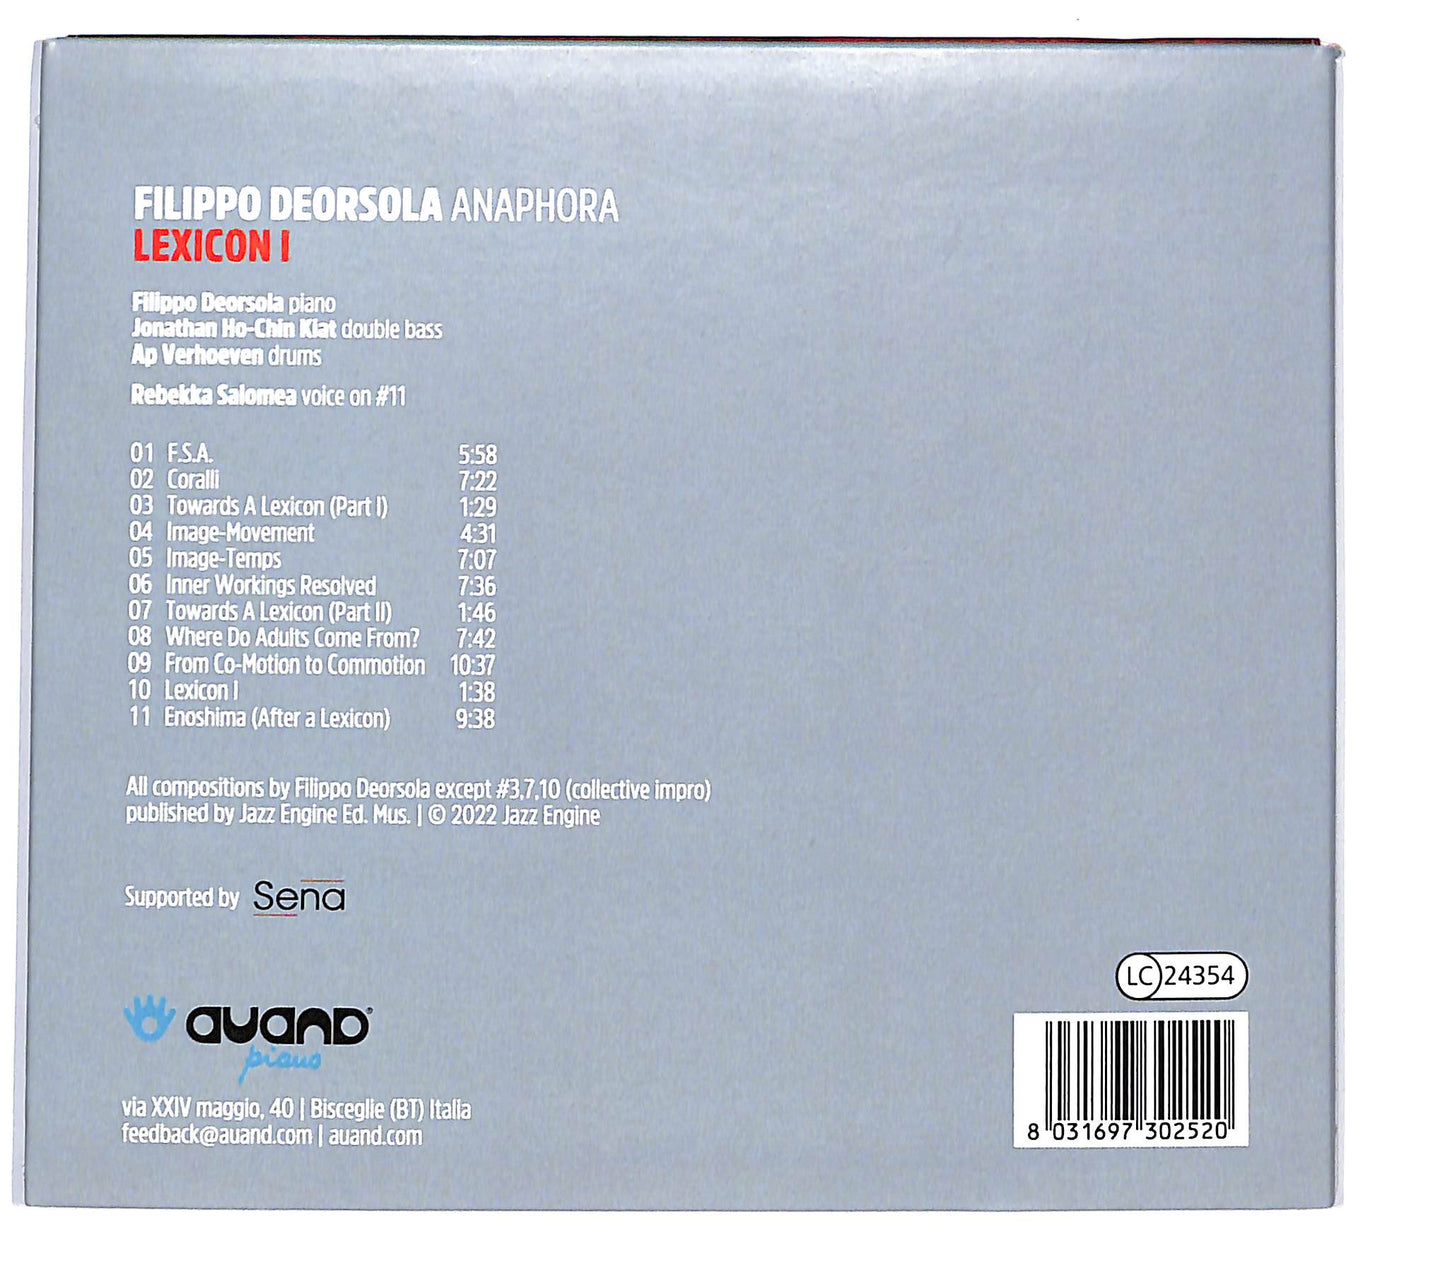 FILIPPO DEORSOLA ANAPHORA
LEXICON I
Filippo Deorsola piano
Jonathan Ho-Chin Kiat double bass
Ap Verhoeven drums
Rebekka Salomea voice on #11
01 F.S.A. 5:58
02 Coralli 7:22
03 Towards A Lexicon (Part I) 1:29
04 Image-Movement 4:31
05 Image-Temps 7:07
06 Inner Workings Resolved 7:36
07 Towards A Lexicon (Part II) 1:46
08 Where Do Adults Come From? 7:42
09 From Co-Motion to Commotion 10:37
10 Lexicon I 1:38
11 Enoshima (After a Lexicon) 9:38
All compositions by Filippo Deorsola except #3,7,10 (collective impro)
published by Jazz Engine Ed. Mus. | © 2022 Jazz Engine
Supported by Sena
LC 24354
auand®
piano
via XXIV maggio, 40 | Bisceglie (BT) Italia
feedback@auand.com | auand.com
8 031697 302520